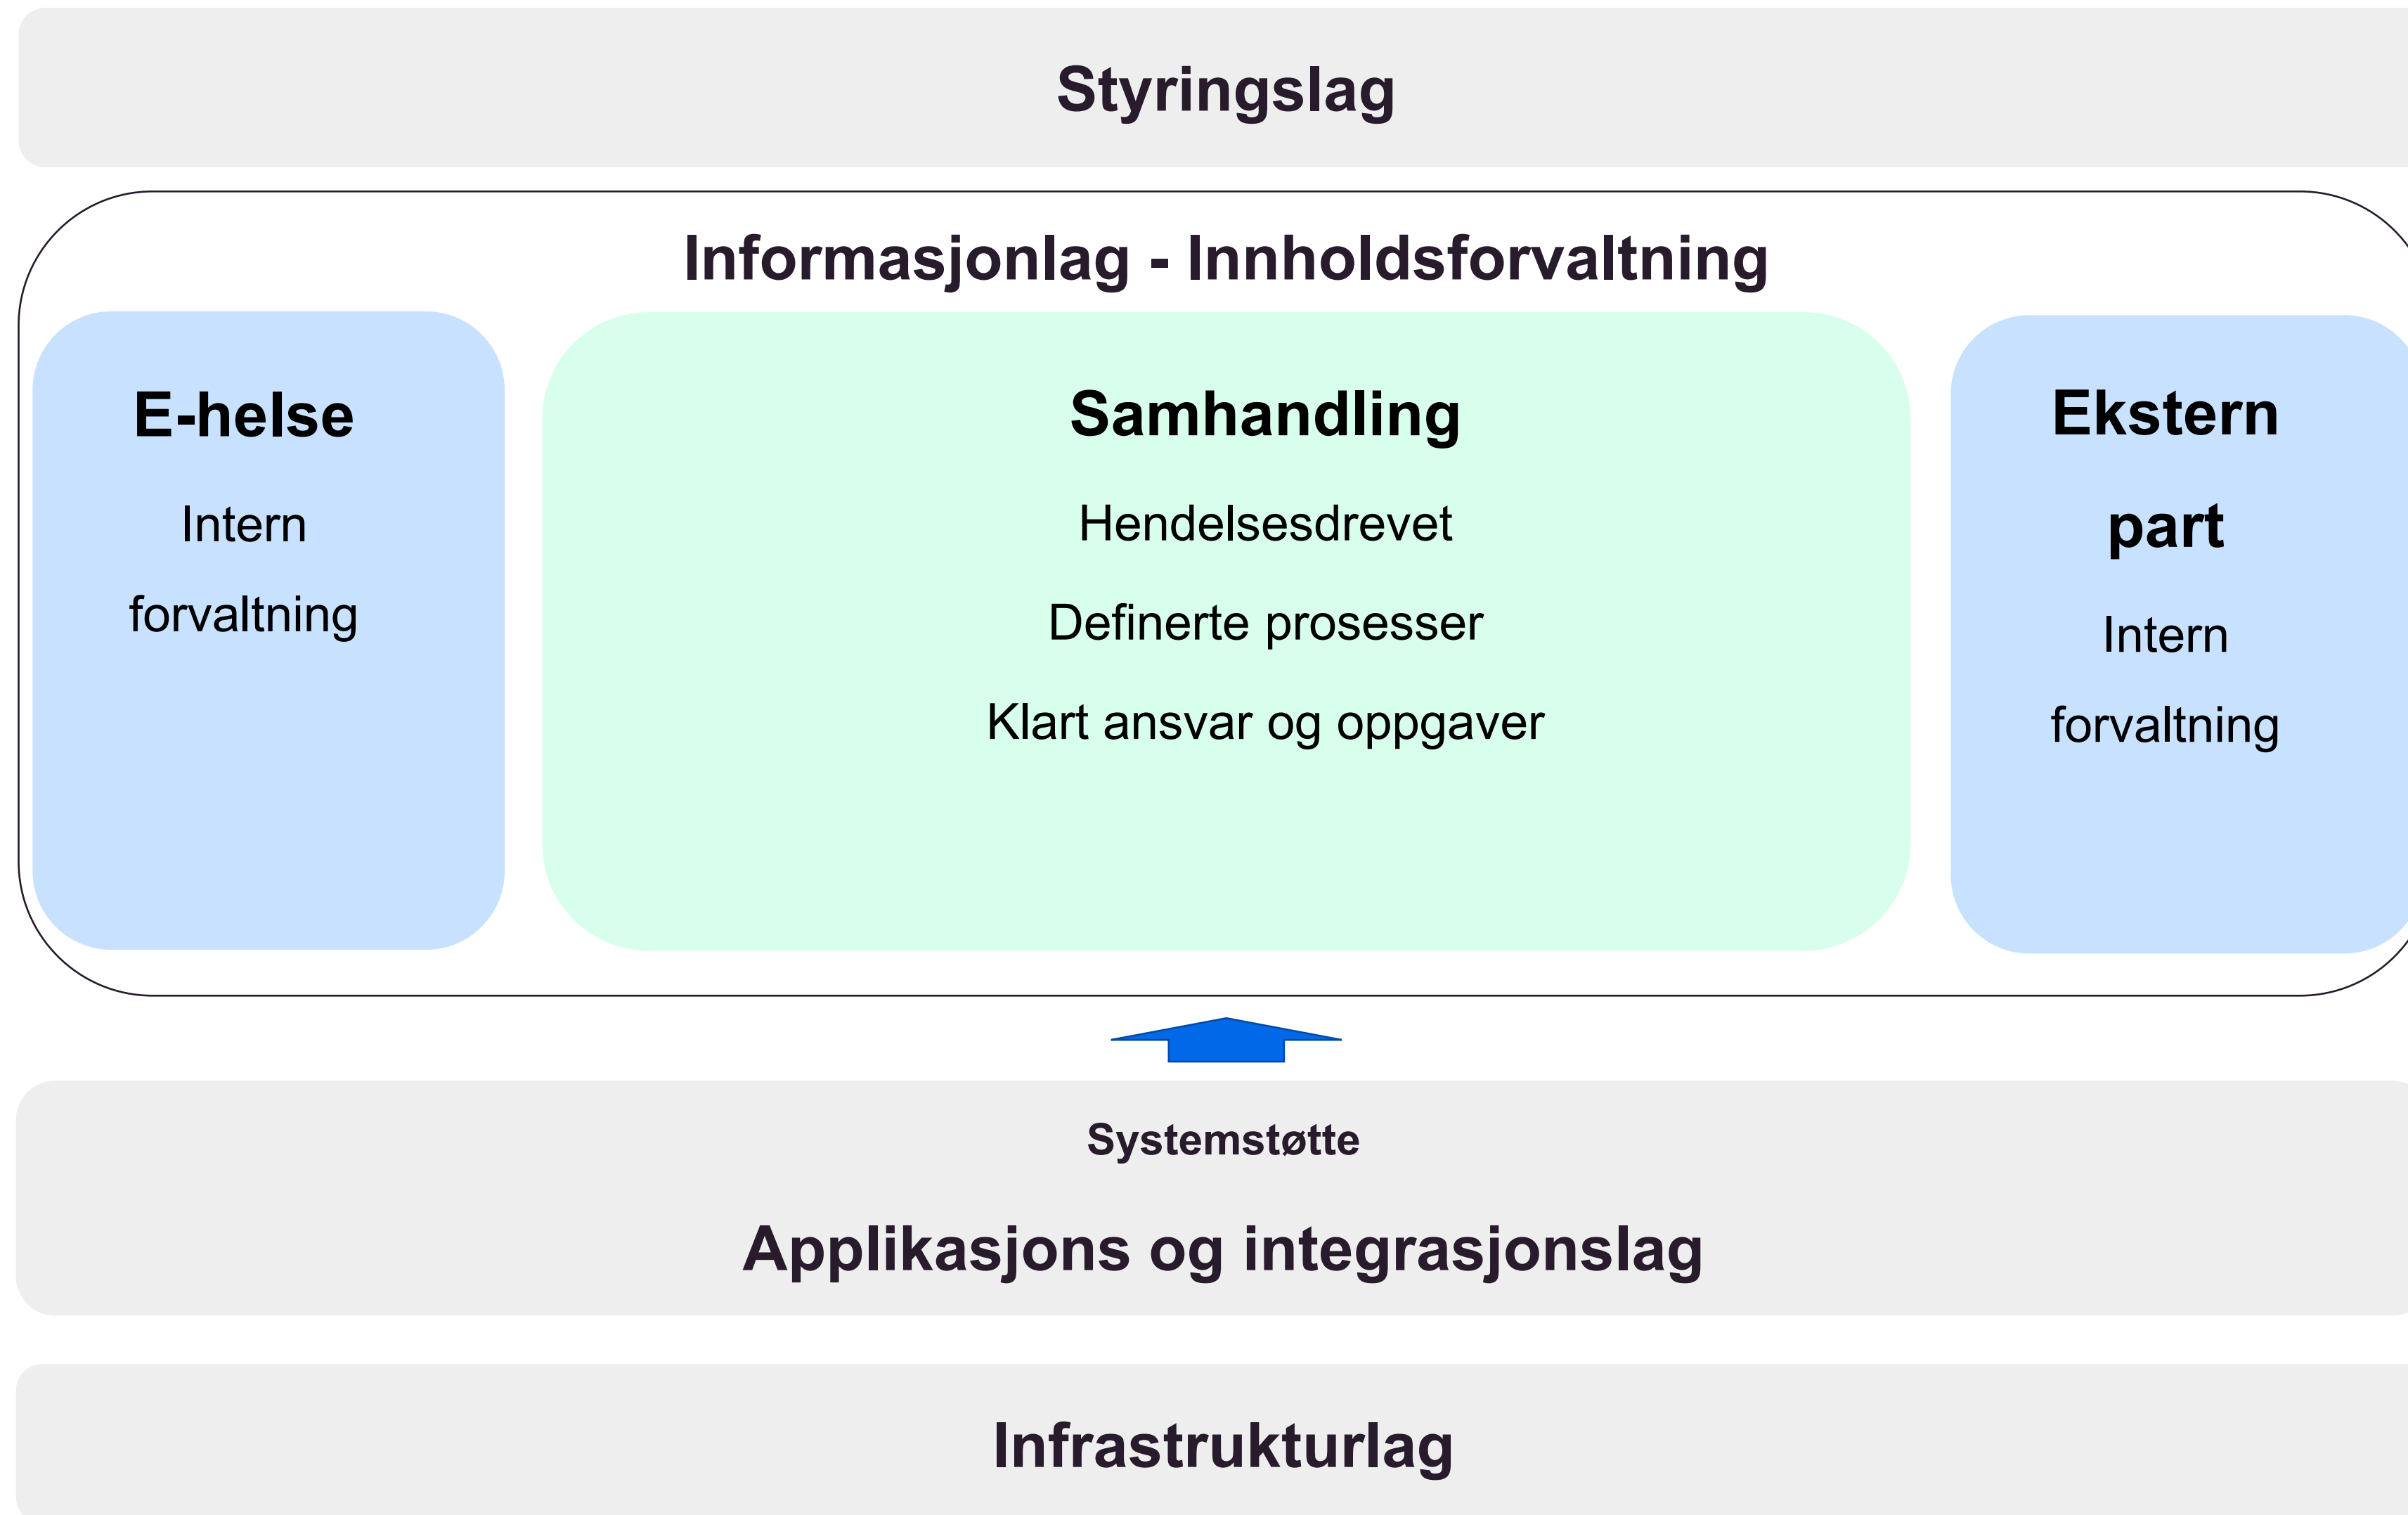 Styringslag
Informasjonlag - Innholdsforvaltning
E-helse
Intern
forvaltning
Samhandling
Hendelsesdrevet
Definerte prosesser
Klart ansvar og oppgaver
Ekstern
part
Intern
forvaltning
Systemstøtte
Applikasjons og integrasjonslag
Infrastrukturlag